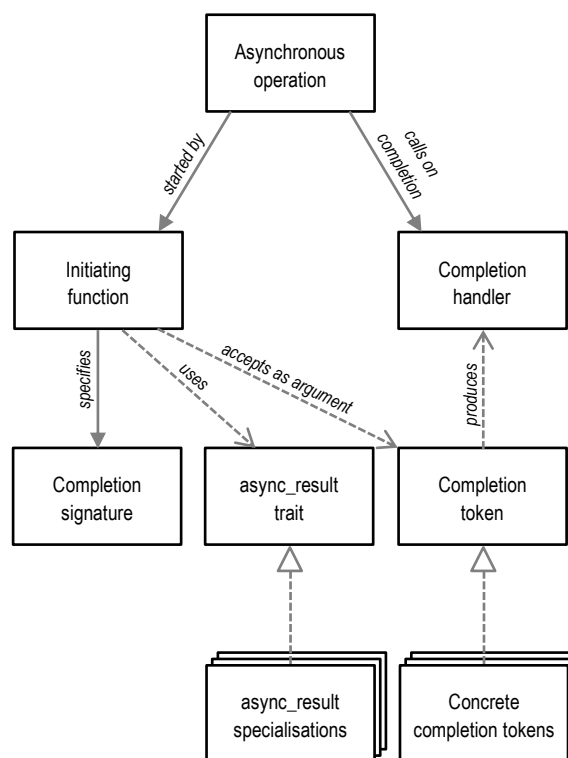 Asynchronous
operation
started by
calls on
completion
Initiating
function
Completion
handler
specifies
uses
accepts as argument
produces
Completion
signature
async_result
trait
Completion
token
async_result
specialisations
Concrete
completion tokens